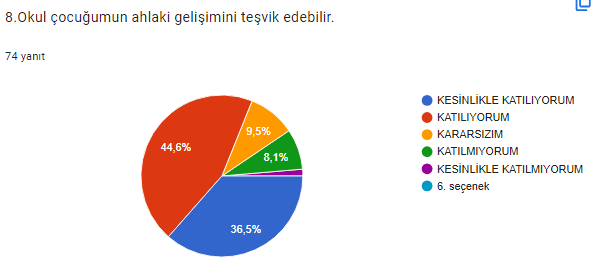 8.Okul çocuğumun ahlaki gelişimini teşvik edebilir.
74 yanıt
KESİNLİKLE KATILIYORUM
KATILIYORUM
KARARSIZIM
KATILMIYORUM
KESİNLİKLE KATILMIYORUM
6. seçenek
9,5%
44,6%
8,1%
36,5%